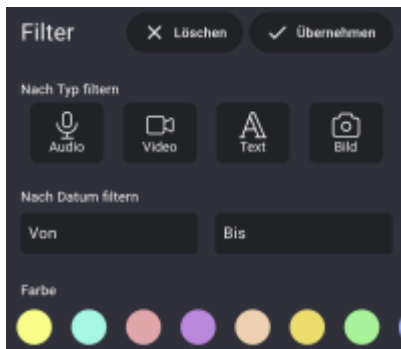 Filter
Löschen
Übernehmen
Nach Typ filtern
Audio
Video
Text
Bild
Nach Datum filtern
Von
Bis
Farbe